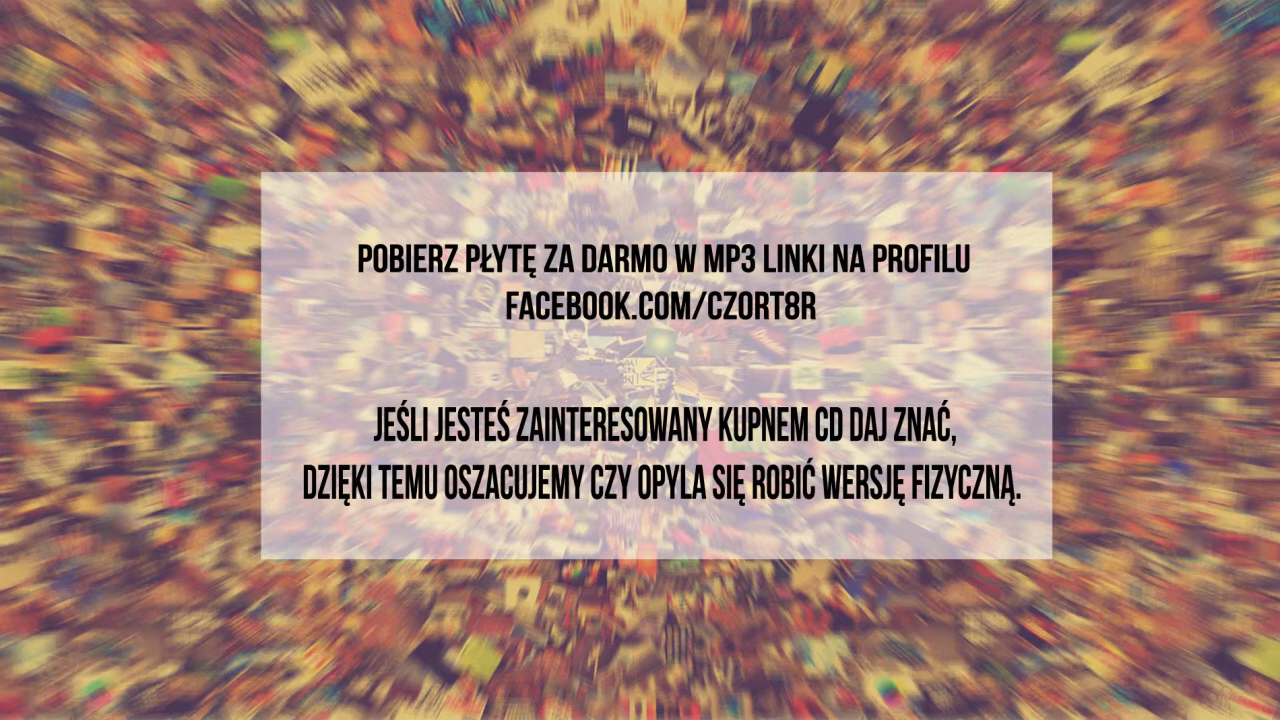 POBIERZ PŁYTĘ ZA DARMO W MP3 LINKI NA PROFILU
FACEBOOK.COM/CZORT8R
JEŚLI JESTEŚ ZAINTERESOWANY KUPNEM CD DAJ ZNAĆ,
DZIĘKI TEMU OSZACUJEMY CZY OPYLA SIĘ ROBIĆ WERSJĘ FIZYCZNĄ.